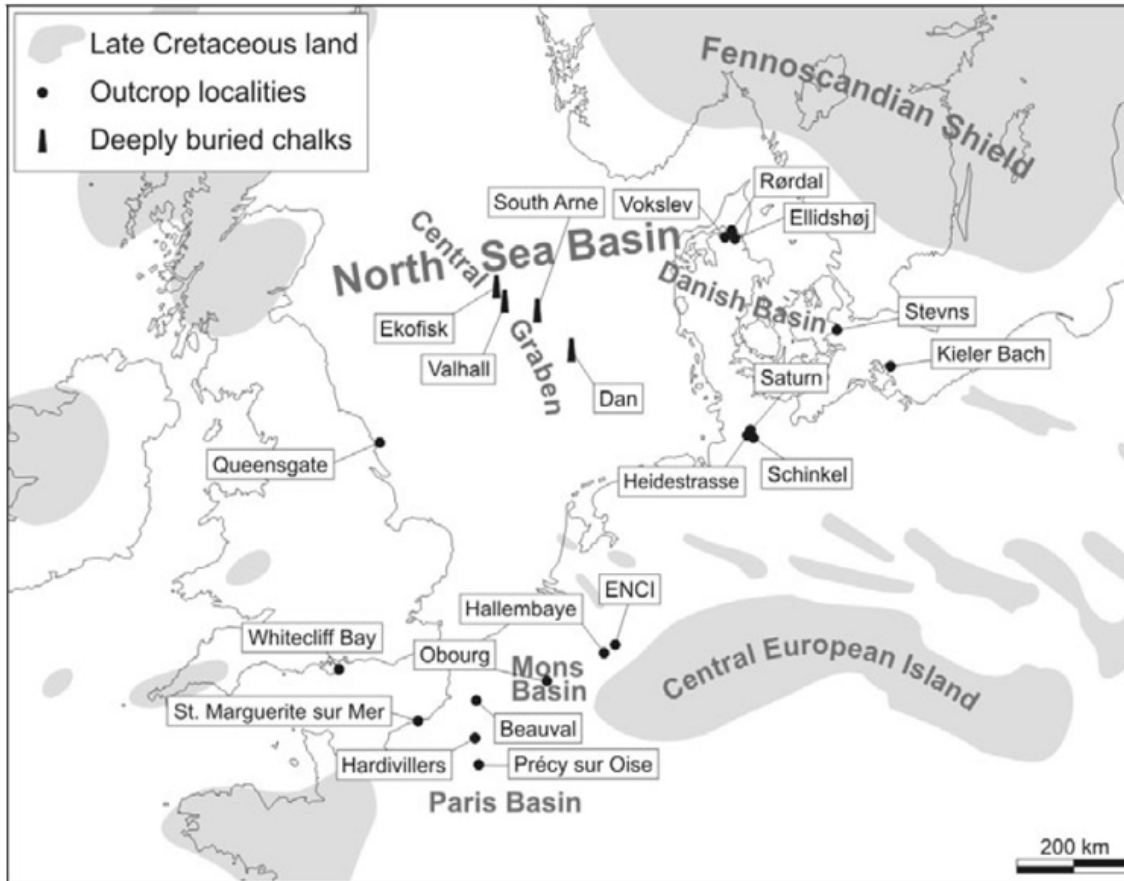 Late Cretaceous land
Outcrop localities
Deeply buried chalks
Fennoscandian Shield
Rørdal
South Arne
Vokslev
Ellidshøj
Central
North Sea Basin
Danish Basin
Stevns
Ekofisk
Kieler Bach
Valhall
Graben
Saturn
Dan
Queensgate
Heidestrasse
Schinkel
ENCI
Hallembaye
Whitecliff Bay
Obourg
Mons
Basin
Central European Island
St. Marguerite sur Mer
Beauval
Hardivillers
Précy sur Oise
Paris Basin
200 km